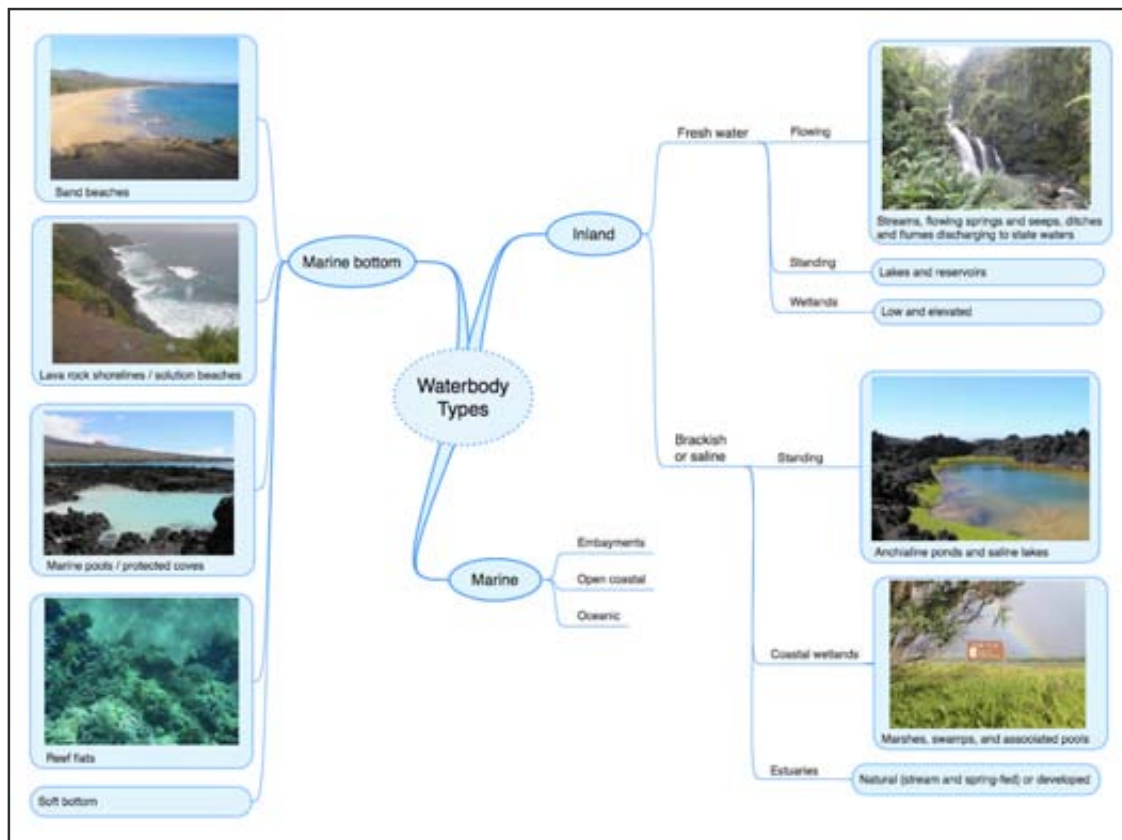 Sand beaches
Lava rock shorelines / solution beaches
Marine pools / protected coves
Reef flats
Soft bottom
Marine bottom
Waterbody
Types
Inland
Fresh water
Flowing
Streams, flowing springs and seeps, ditches
and flumes discharging to state waters
Standing
Lakes and reservoirs
Wetlands
Low and elevated
Brackish
or saline
Standing
Anchialine ponds and saline lakes
Coastal wetlands
Marshes, swamps, and associated pools
Estuaries
Natural (stream and spring-fed) or developed
Marine
Embayments
Open coastal
Oceanic